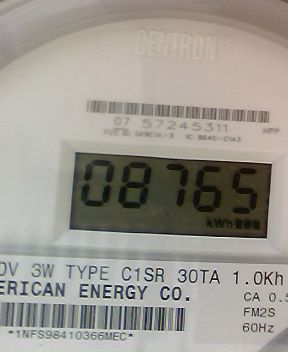 CENTRON®
07 57245311
HPP
08765
kWh
0V 3W TYPE C1SR 30TA 1.0Kh
ERICAN ENERGY CO.
CA 0.5
FM2S
60Hz
*1NFS98410366MEC*